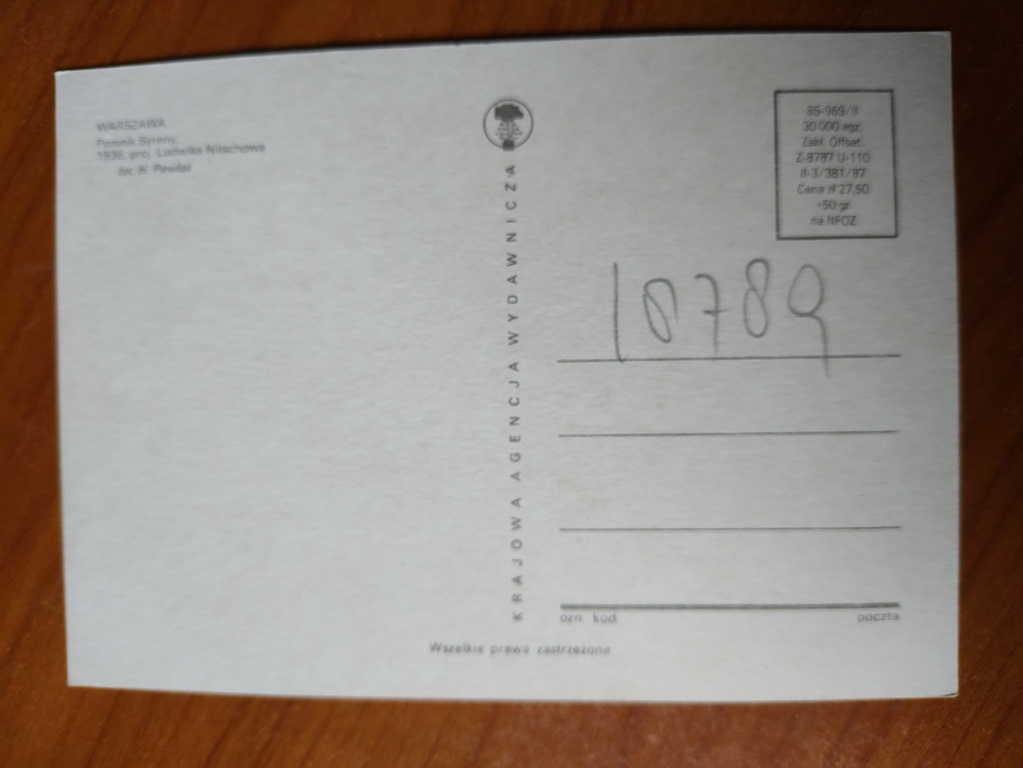 WARSZAWA
Pomnik Syreny,
1938, proj. Ludwika Nitschowa
fot. R. Pawilal
KRAJOWA AGENCJA WYDAWNICZA
85-969/II
30 000 egz.
Zakł. Offset.
Z-8787 U-110
II-3/381/87
Cena zł 27,50
+50 gr
na NFOZ
10789
ozn. kod
poczta
Wszelkie prawa zastrzeżone